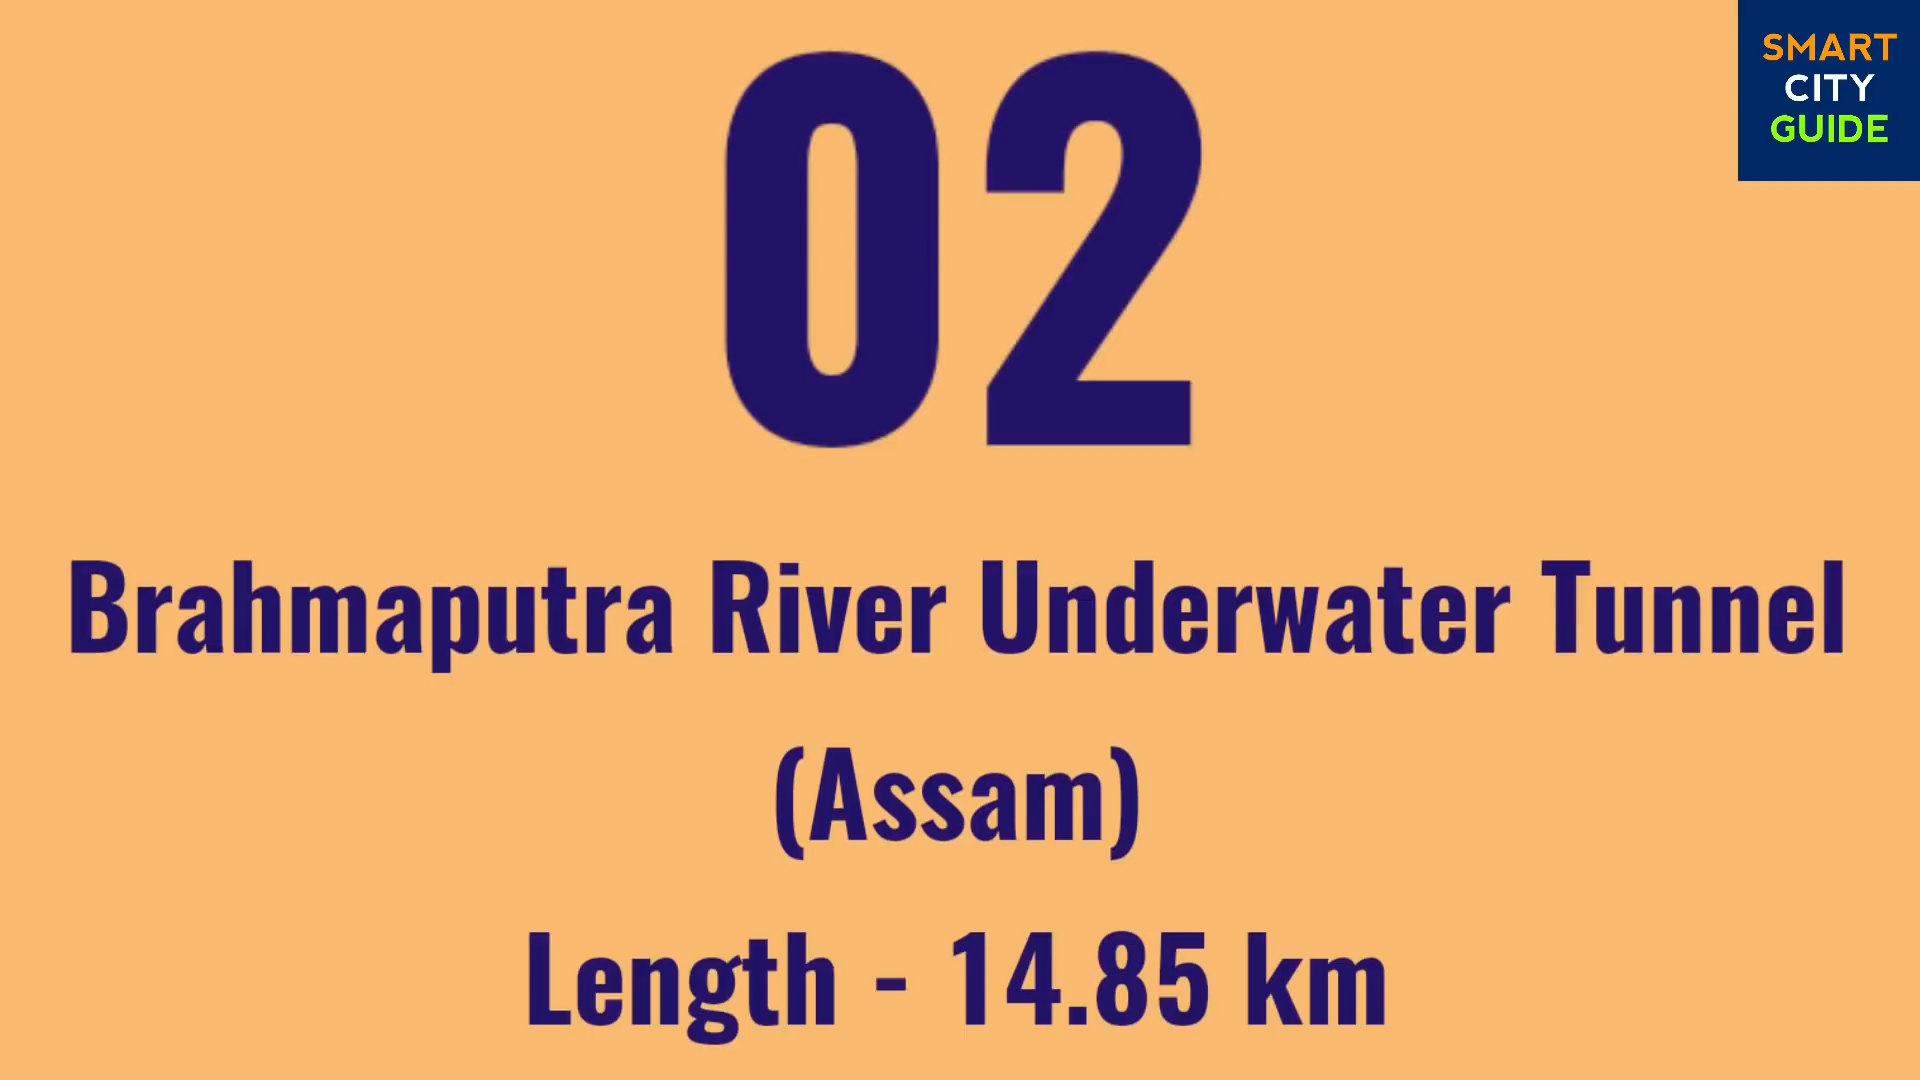 02
SMART
CITY
GUIDE
Brahmaputra River Underwater Tunnel
(Assam)
Length - 14.85 km